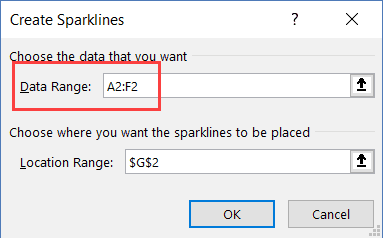 Create Sparklines ? ×
Choose the data that you want
Data Range: A2:F2
Choose where you want the sparklines to be placed
Location Range: $G$2
OK Cancel